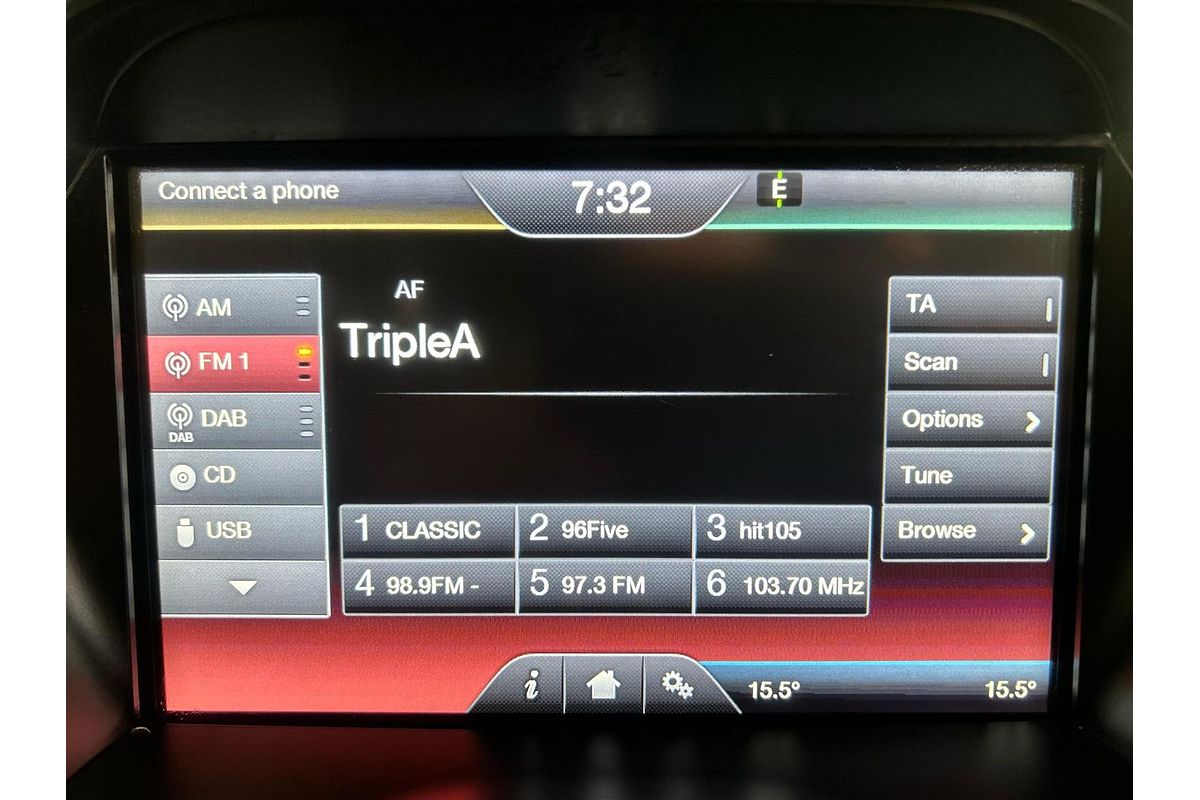 Connect a phone
7:32
E
AM
FM 1
DAB
DAB
CD
USB
AF
TripleA
1 CLASSIC
2 96Five
3 hit105
4 98.9FM -
5 97.3 FM
6 103.70 MHz
TA
Scan
Options
Tune
Browse
i
15.5°
15.5°